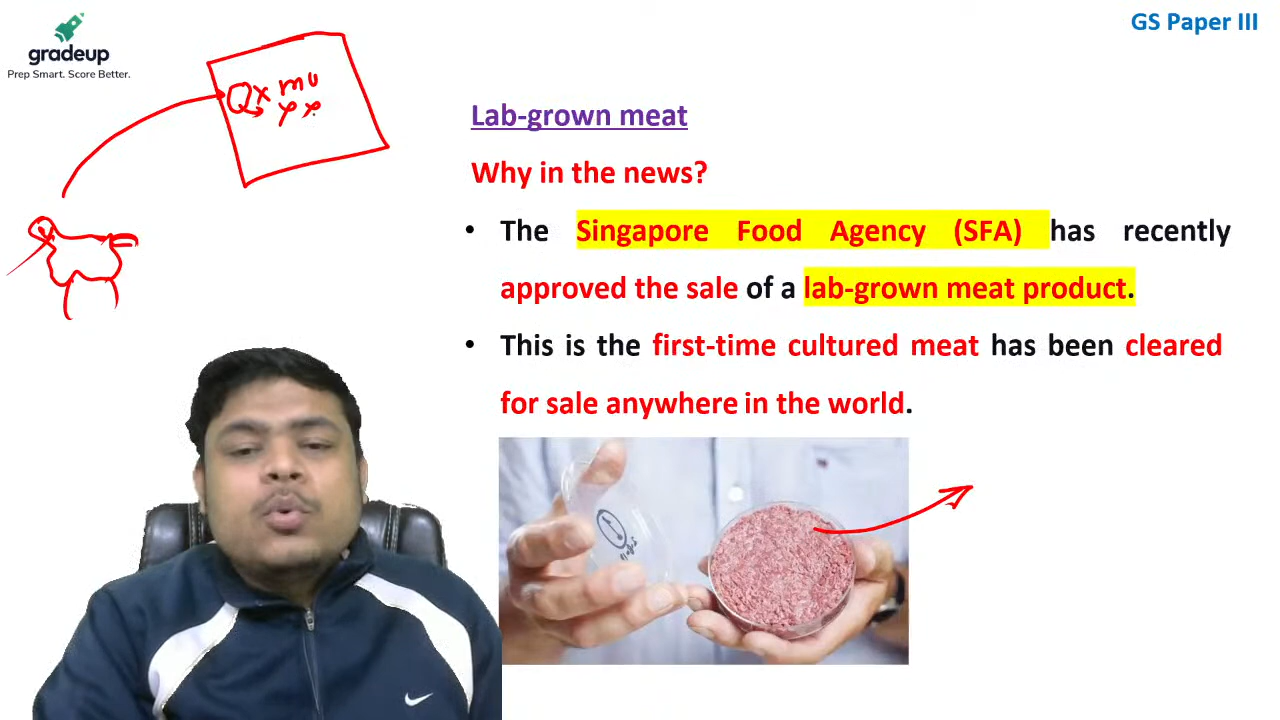 gradeup
Prep Smart. Score Better.
GS Paper III
Lab-grown meat
Why in the news?
• The Singapore Food Agency (SFA) has recently
approved the sale of a lab-grown meat product.
• This is the first-time cultured meat has been cleared
for sale anywhere in the world.